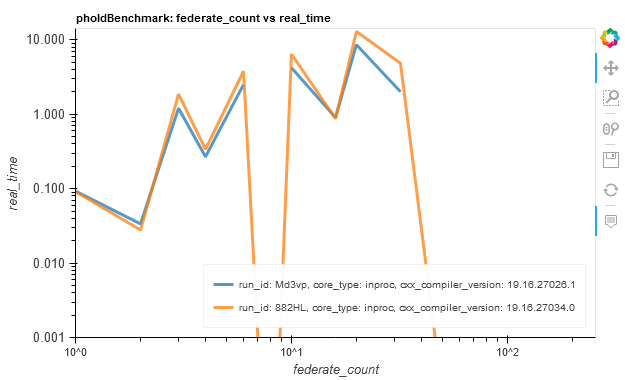 pholdBenchmark: federate_count vs real_time
10.000
1.000
0.100
0.010
0.001
real_time
run_id: Md3vp, core_type: inproc, cxx_compiler_version: 19.16.27026.1
run_id: 882HL, core_type: inproc, cxx_compiler_version: 19.16.27034.0
10^0
10^1
10^2
federate_count